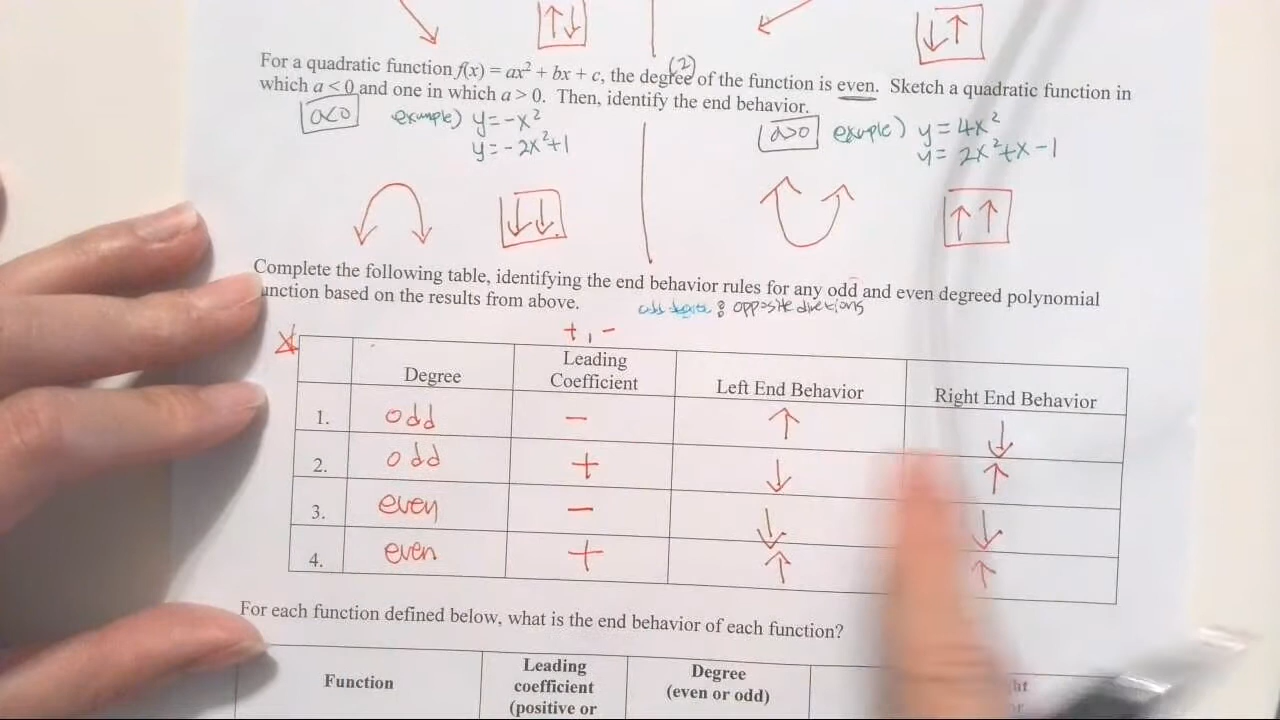 ↑↓
↓↑
(2)
For a quadratic function f(x) = ax² + bx + c, the degree of the function is even. Sketch a quadratic function in
which a < 0 and one in which a > 0. Then, identify the end behavior.
a<0 example) y=-x²
y=-2x²+1
a>0 example) y=4x²
y=2x²+x-1
↓↓
↑↑
Complete the following table, identifying the end behavior rules for any odd and even degreed polynomial
unction based on the results from above.
odd degree : opposite directions
+, -
Degree Leading Coefficient Left End Behavior Right End Behavior
1. odd - ↑ ↓
2. odd + ↓ ↑
3. even - ↓ ↓
4. even + ↑ ↑
For each function defined below, what is the end behavior of each function?
Function
Leading
coefficient
(positive or
Degree
(even or odd)